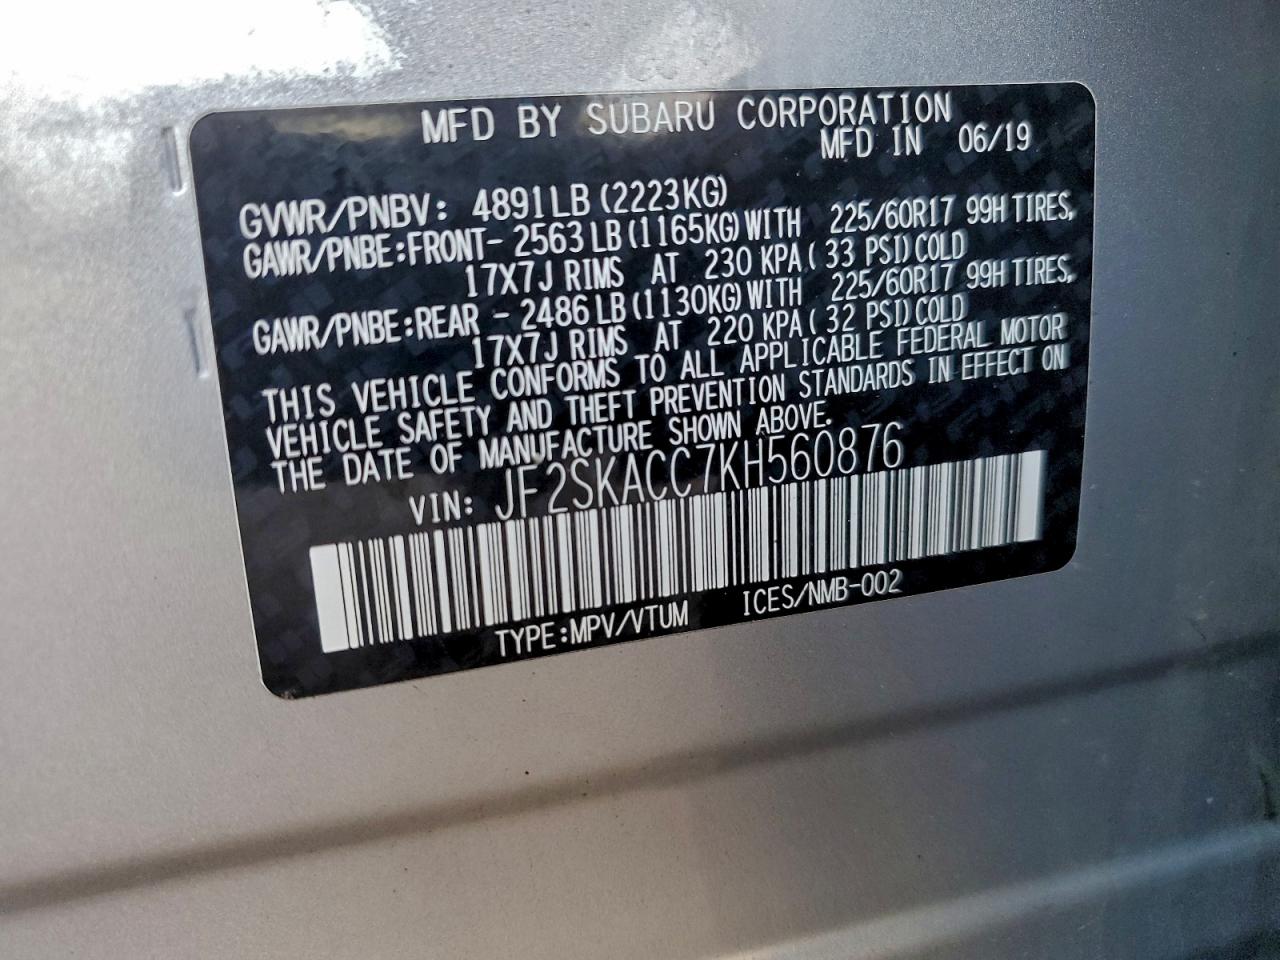 MFD BY SUBARU CORPORATION
MFD IN 06/19
GVWR/PNBV: 4891LB (2223KG)
GAWR/PNBE:FRONT- 2563LB (1165KG) WITH 225/60R17 99H TIRES,
17X7J RIMS AT 230 KPA ( 33 PSI) COLD
GAWR/PNBE:REAR - 2486LB (1130KG) WITH 225/60R17 99H TIRES,
17X7J RIMS AT 220 KPA ( 32 PSI) COLD
THIS VEHICLE CONFORMS TO ALL APPLICABLE FEDERAL MOTOR
VEHICLE SAFETY AND THEFT PREVENTION STANDARDS IN EFFECT ON
THE DATE OF MANUFACTURE SHOWN ABOVE.
VIN: JF2SKACC7KH560876
TYPE:MPV/VTUM ICES/NMB-002